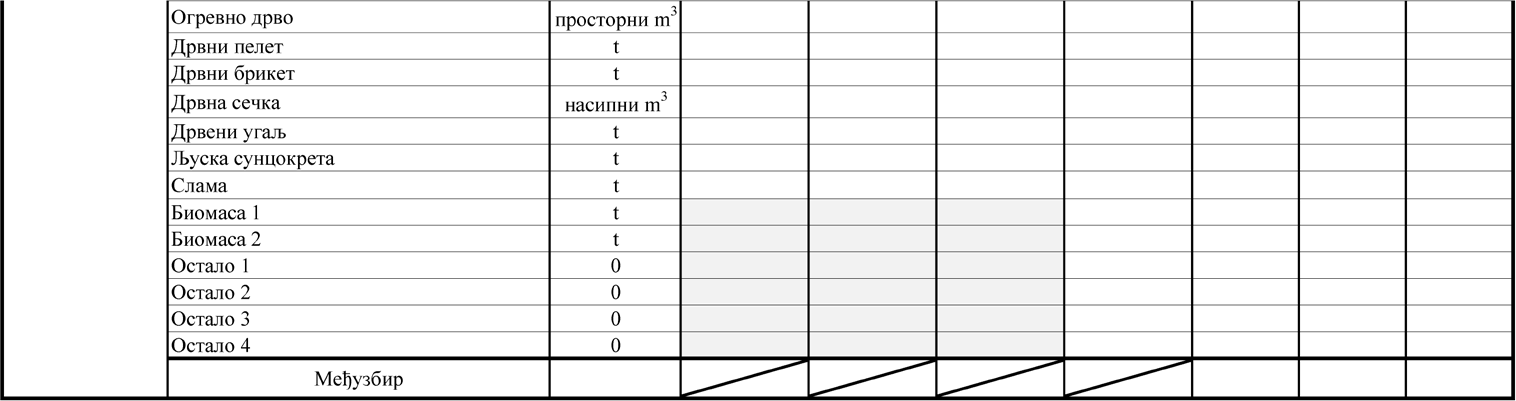 Огревно дрво просторни m³
Дрвни пелет t
Дрвни брикет t
Дрвна сечка насипни m³
Дрвени угаљ t
Љуска сунцокрета t
Слама t
Биомаса 1 t
Биомаса 2 t
Остало 1 0
Остало 2 0
Остало 3 0
Остало 4 0
Међузбир